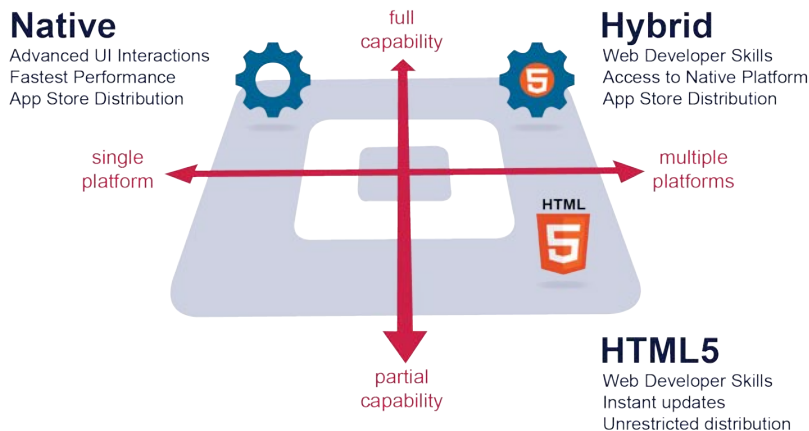 Native
Advanced UI Interactions
Fastest Performance
App Store Distribution
full
capability
Hybrid
Web Developer Skills
Access to Native Platform
App Store Distribution
5
single
platform
multiple
platforms
HTML
5
partial
capability
HTML5
Web Developer Skills
Instant updates
Unrestricted distribution